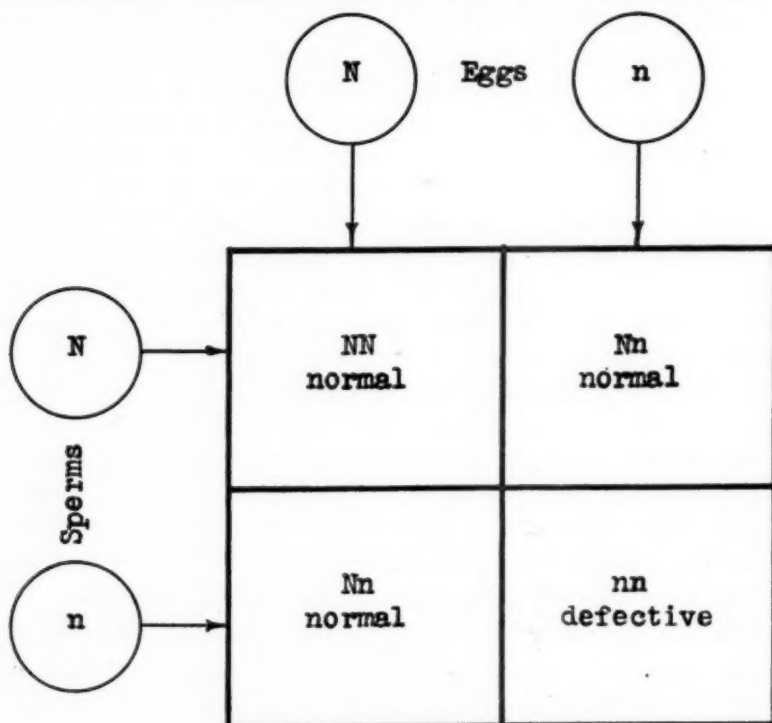 N Eggs n
N
NN
normal
Nn
normal
Sperms
n
Nn
normal
nn
defective